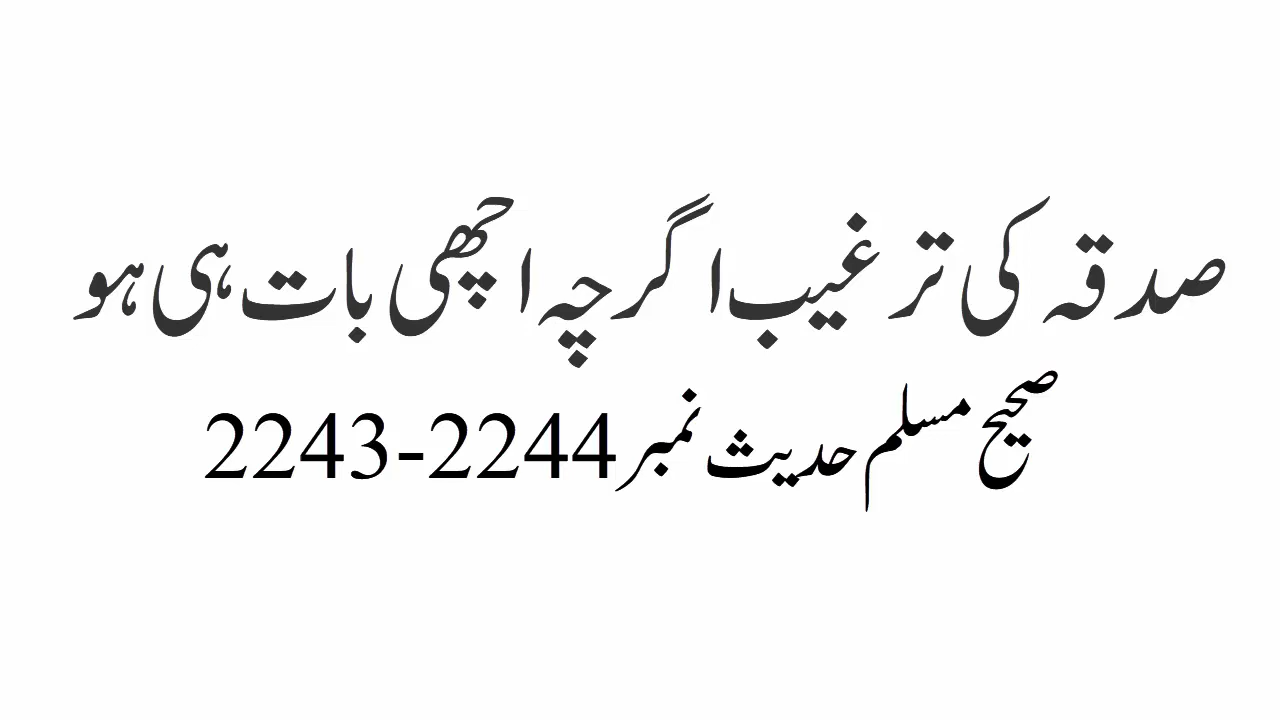 صدقہ کی ترغیب اگرچہ اچھی بات ہی ہو
صحیح مسلم حدیث نمبر 2244-2243